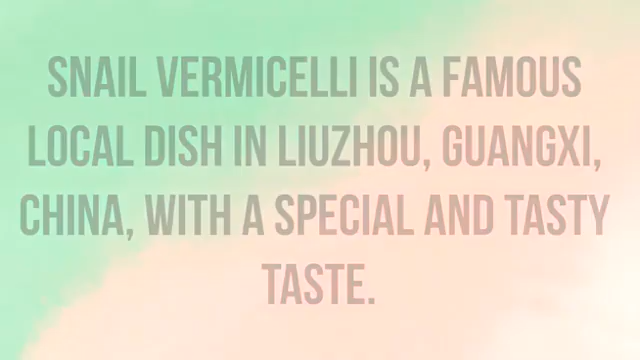 SNAIL VERMICELLI IS A FAMOUS
LOCAL DISH IN LIUZHOU, GUANGXI,
CHINA, WITH A SPECIAL AND TASTY
TASTE.